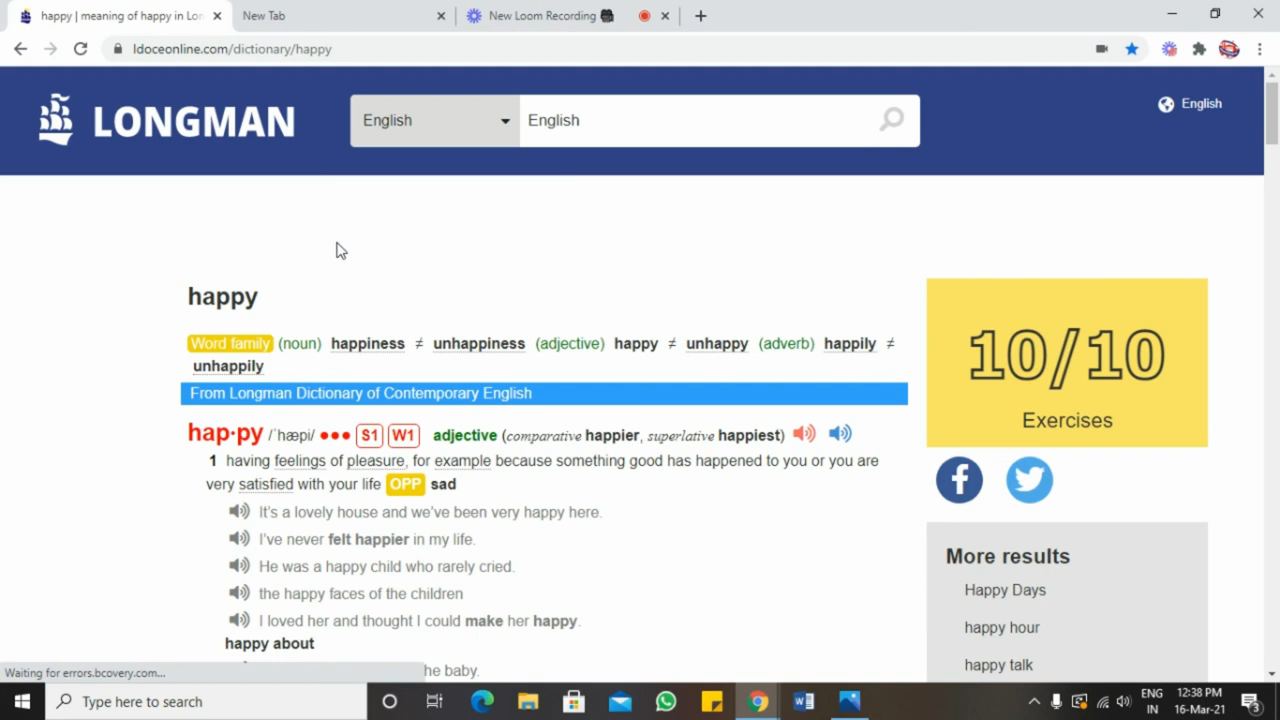 happy | meaning of happy in Lon
New Tab
New Loom Recording
ldoceonline.com/dictionary/happy
LONGMAN
English
English
English
happy
Word family (noun) happiness ≠ unhappiness (adjective) happy ≠ unhappy (adverb) happily ≠
unhappily
From Longman Dictionary of Contemporary English
hap·py /ˈhæpi/ ●●● S1 W1 adjective (comparative happier, superlative happiest)
1 having feelings of pleasure, for example because something good has happened to you or you are
very satisfied with your life OPP sad
It's a lovely house and we've been very happy here.
I've never felt happier in my life.
He was a happy child who rarely cried.
the happy faces of the children
I loved her and thought I could make her happy.
happy about
he baby.
10/10
Exercises
More results
Happy Days
happy hour
happy talk
Waiting for errors.bcovery.com...
Type here to search
ENG
IN
12:38 PM
16-Mar-21
3